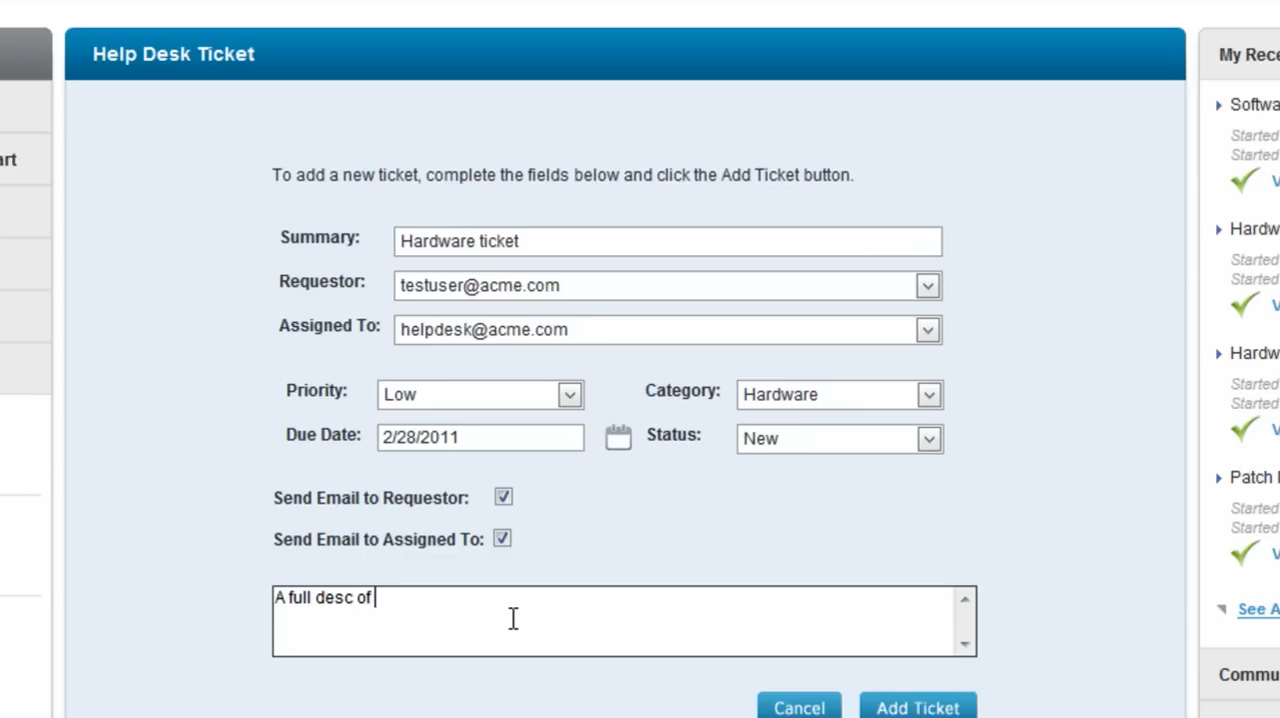 Help Desk Ticket
To add a new ticket, complete the fields below and click the Add Ticket button.
Summary: Hardware ticket
Requestor: testuser@acme.com
Assigned To: helpdesk@acme.com
Priority: Low Category: Hardware
Due Date: 2/28/2011 Status: New
Send Email to Requestor:
Send Email to Assigned To:
A full desc of
Cancel Add Ticket
My Rece
Softwa
Started
Started
V
Hardw
Started
Started
V
Hardw
Started
Started
V
Patch
Started
Started
V
See A
Commu